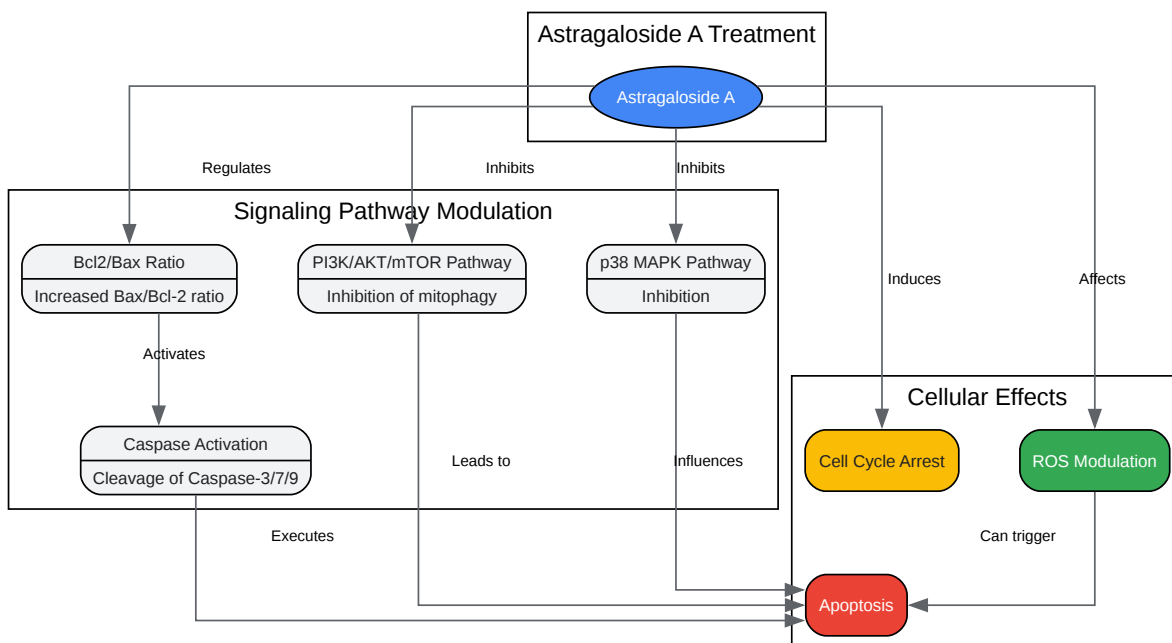 Astragaloside A Treatment
Astragaloside A
Regulates
Inhibits
Inhibits
Signaling Pathway Modulation
Bcl2/Bax Ratio
Increased Bax/Bcl-2 ratio
PI3K/AKT/mTOR Pathway
Inhibition of mitophagy
p38 MAPK Pathway
Inhibition
Induces
Affects
Activates
Cellular Effects
Caspase Activation
Cleavage of Caspase-3/7/9
Leads to
Influences
Cell Cycle Arrest
ROS Modulation
Executes
Can trigger
Apoptosis